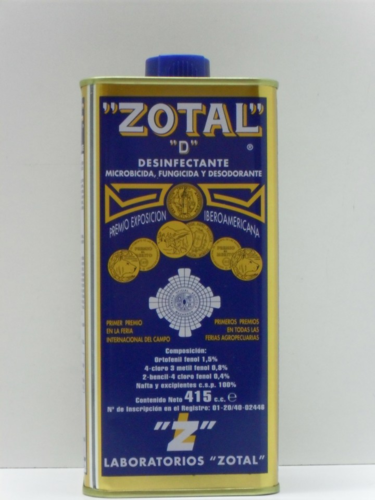 "ZOTAL"
"D" ®
DESINFECTANTE
MICROBICIDA, FUNGICIDA Y DESODORANTE
PREMIO EXPOSICION IBEROAMERICANA
PRIMER PREMIO
EN LA FERIA
INTERNACIONAL DEL CAMPO
PRIMEROS PREMIOS
EN TODAS LAS
FERIAS AGROPECUARIAS
Composición:
Ortofenil fenol 1,5%
4-cloro 3 metil fenol 0,8%
2-bencil-4 cloro fenol 0,4%
Nafta y excipientes c.s.p. 100%
Contenido Neto 415 c.c. e
Nº de Inscripción en el Registro: 01-20/40-02448
"Z"
LABORATORIOS "ZOTAL"